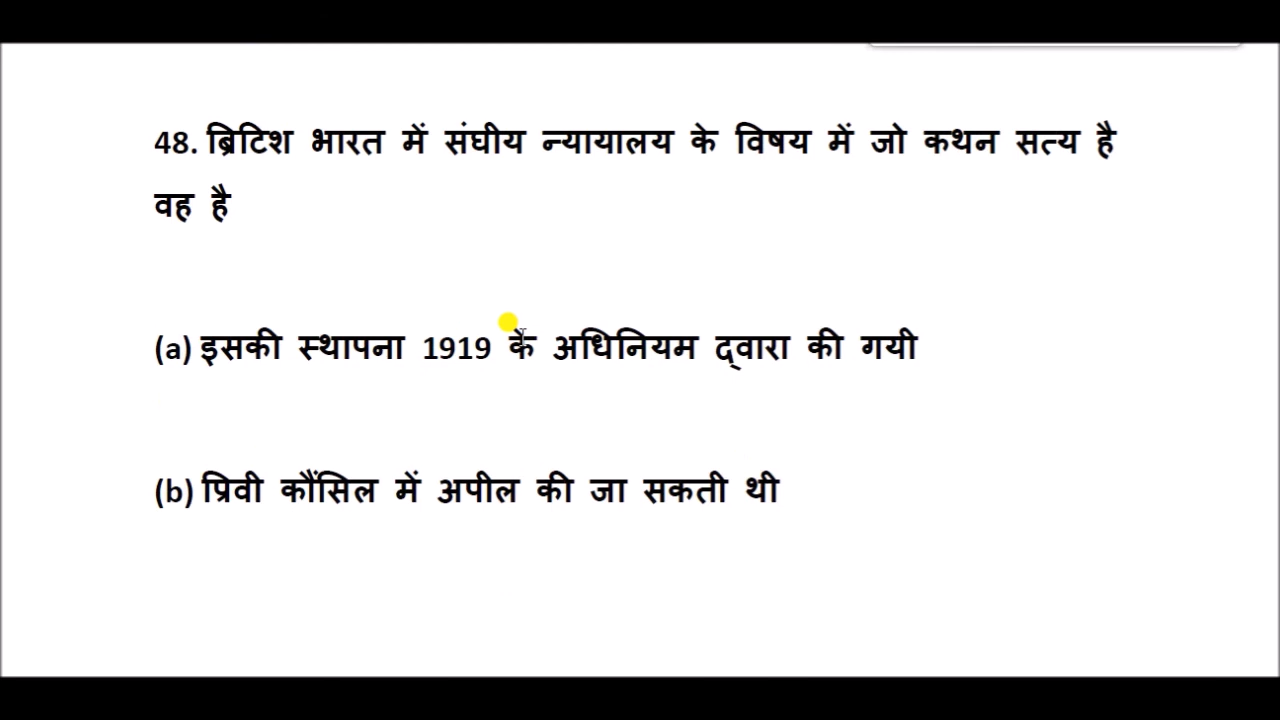 48. ब्रिटिश भारत में संघीय न्यायालय के विषय में जो कथन सत्य है
वह है
(a) इसकी स्थापना 1919 के अधिनियम द्वारा की गयी
(b) प्रिवी कौंसिल में अपील की जा सकती थी